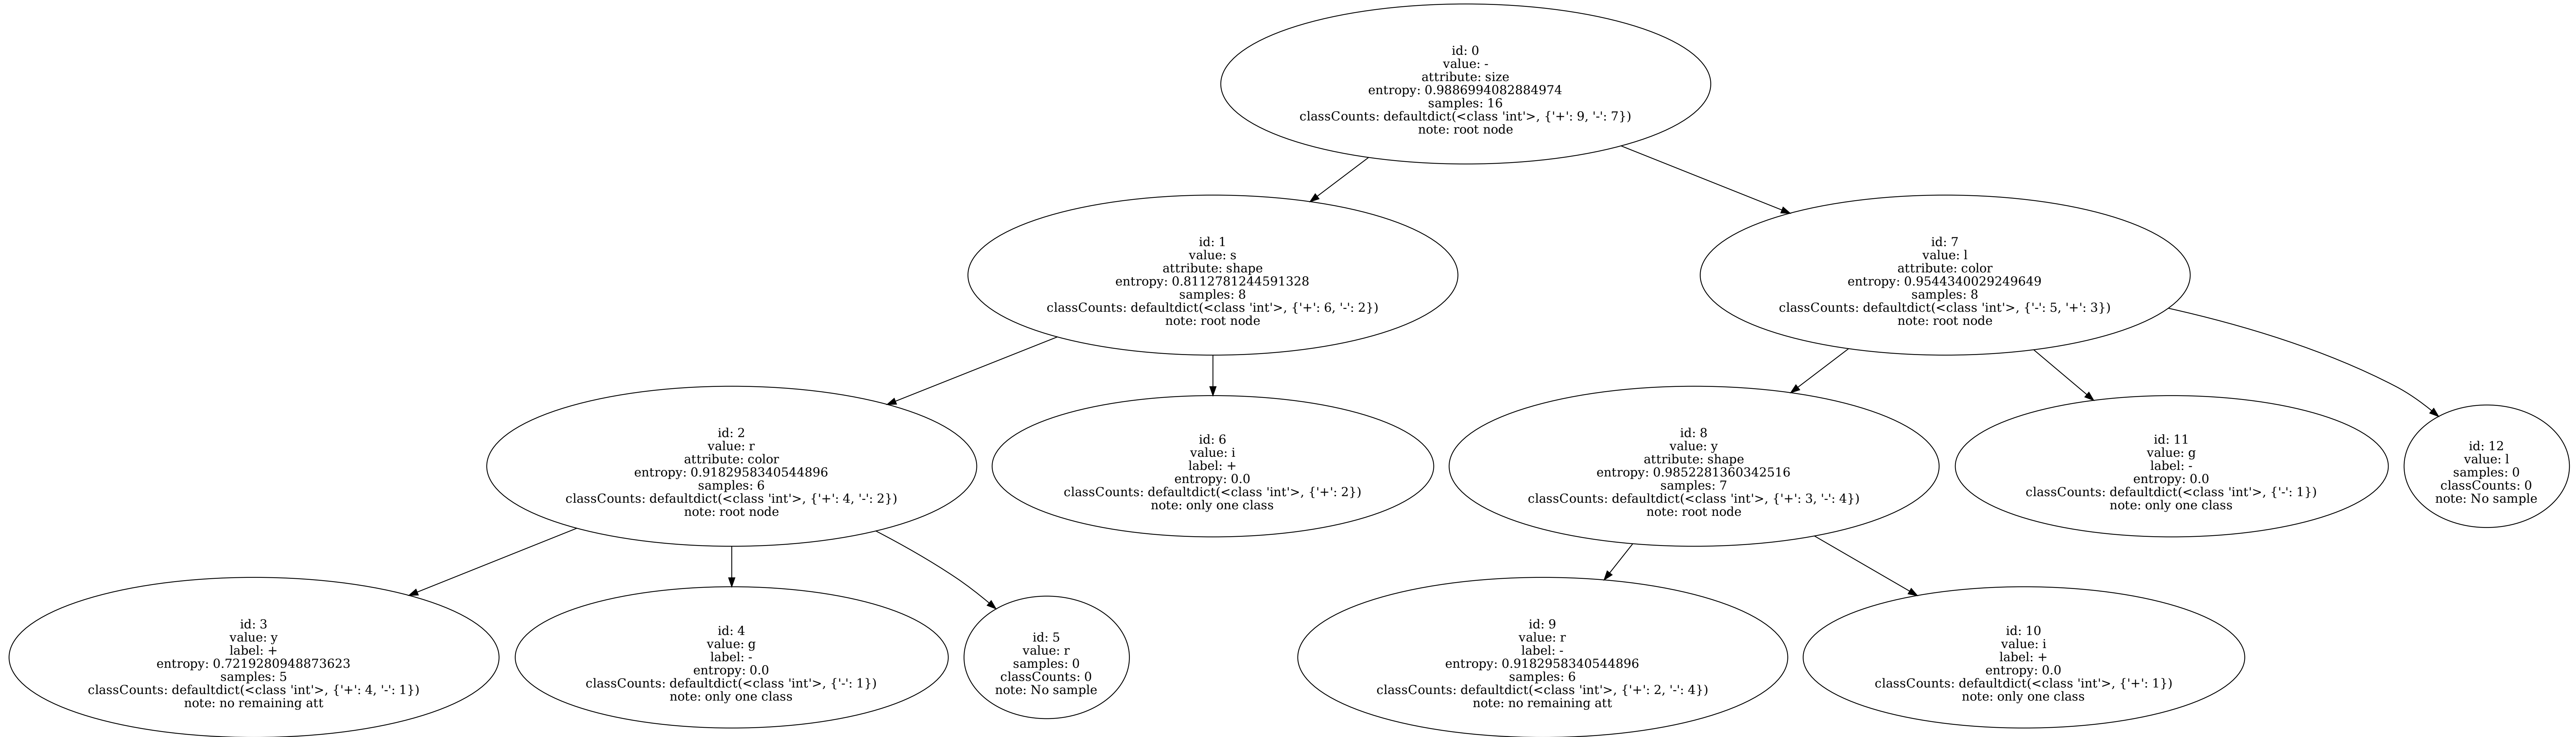 id: 0
value: -
attribute: size
entropy: 0.9886994082884974
samples: 16
classCounts: defaultdict(<class 'int'>, {'+': 9, '-': 7})
note: root node
id: 1
value: s
attribute: shape
entropy: 0.8112781244591328
samples: 8
classCounts: defaultdict(<class 'int'>, {'+': 6, '-': 2})
note: root node
id: 7
value: l
attribute: color
entropy: 0.9544340029249649
samples: 8
classCounts: defaultdict(<class 'int'>, {'-': 5, '+': 3})
note: root node
id: 2
value: r
attribute: color
entropy: 0.9182958340544896
samples: 6
classCounts: defaultdict(<class 'int'>, {'+': 4, '-': 2})
note: root node
id: 6
value: i
label: +
entropy: 0.0
classCounts: defaultdict(<class 'int'>, {'+': 2})
note: only one class
id: 8
value: y
attribute: shape
entropy: 0.9852281360342516
samples: 7
classCounts: defaultdict(<class 'int'>, {'+': 3, '-': 4})
note: root node
id: 11
value: g
label: -
entropy: 0.0
classCounts: defaultdict(<class 'int'>, {'-': 1})
note: only one class
id: 12
value: l
samples: 0
classCounts: 0
note: No sample
id: 3
value: y
label: +
entropy: 0.7219280948873623
samples: 5
classCounts: defaultdict(<class 'int'>, {'+': 4, '-': 1})
note: no remaining att
id: 4
value: g
label: -
entropy: 0.0
classCounts: defaultdict(<class 'int'>, {'-': 1})
note: only one class
id: 5
value: r
samples: 0
classCounts: 0
note: No sample
id: 9
value: r
label: -
entropy: 0.9182958340544896
samples: 6
classCounts: defaultdict(<class 'int'>, {'+': 2, '-': 4})
note: no remaining att
id: 10
value: i
label: +
entropy: 0.0
classCounts: defaultdict(<class 'int'>, {'+': 1})
note: only one class